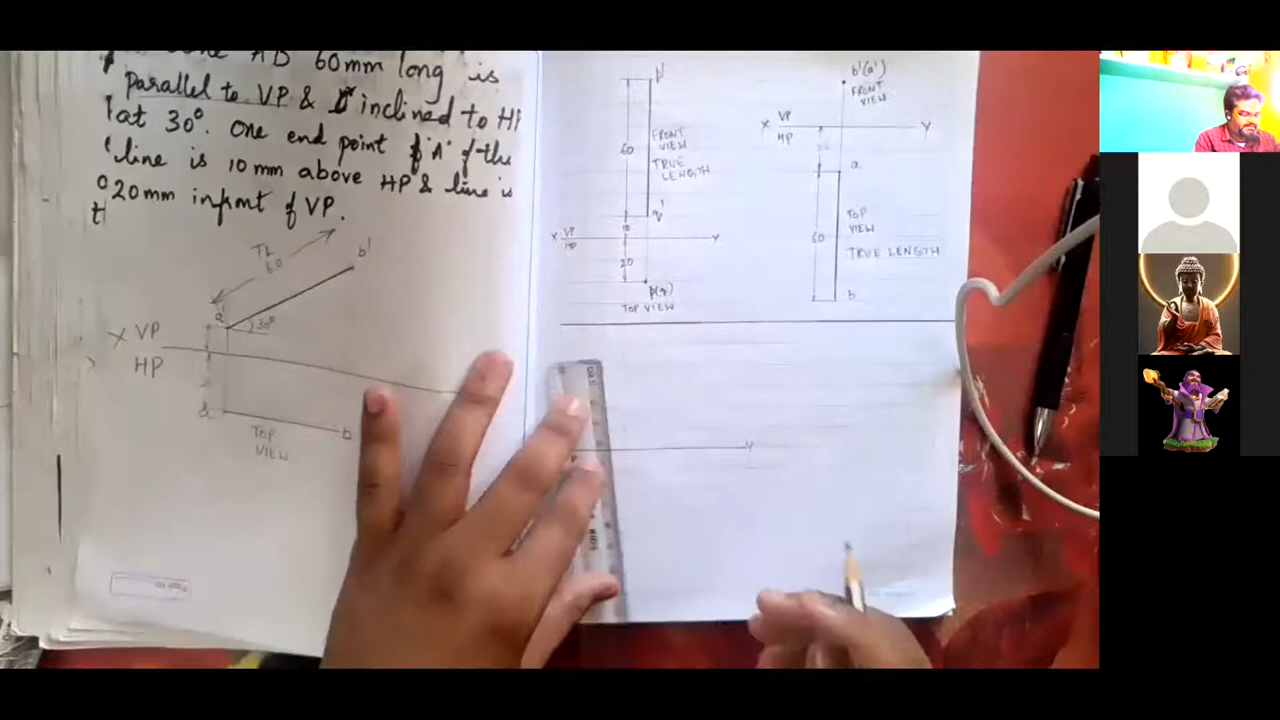 AB 60mm long is
parallel to VP & inclined to HP
at 30°. One end point of 'A' of the
line is 10 mm above HP & line is
20mm infront of VP.
TL
60
b'
a'
30°
X VP
HP
a
b
TOP
VIEW
p'
60
FRONT
VIEW
TRUE
LENGTH
10
X VP
HP
Y
20
TOP VIEW
b'(a')
FRONT
VIEW
X VP
HP
Y
a
60
TOP
VIEW
TRUE LENGTH
b
Y